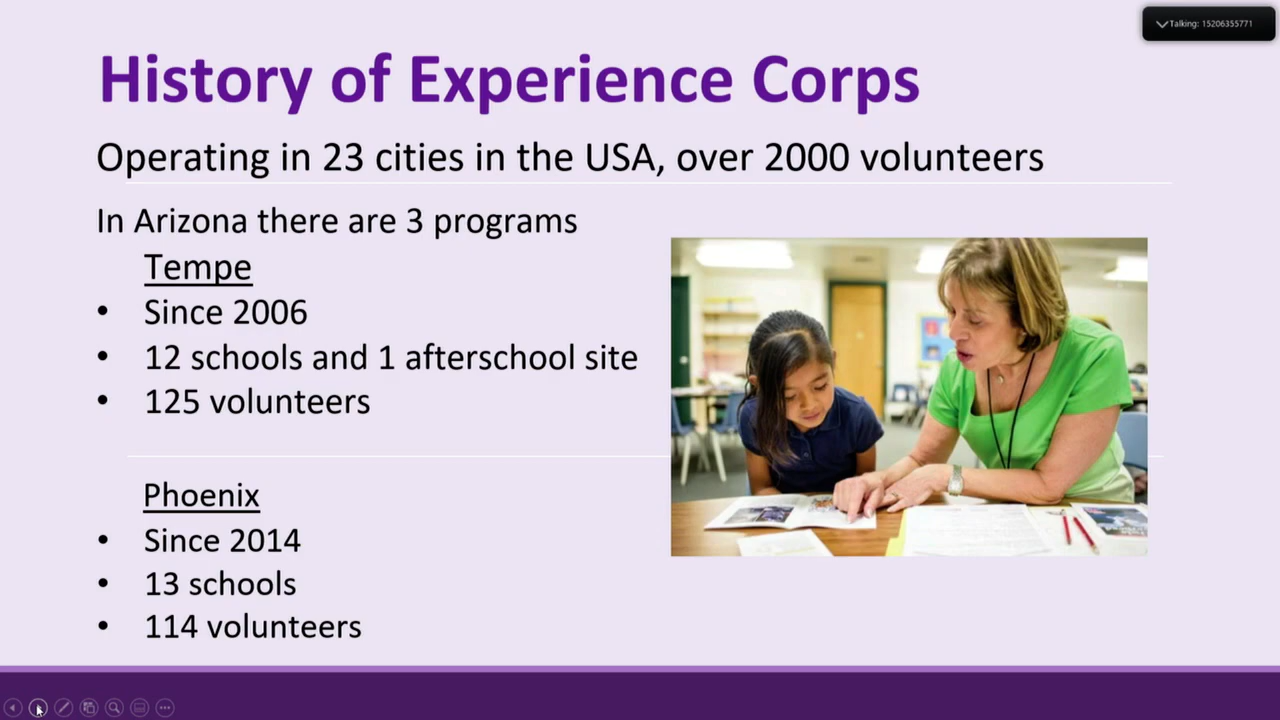 Talking: 15206355771
History of Experience Corps
Operating in 23 cities in the USA, over 2000 volunteers
In Arizona there are 3 programs
Tempe
• Since 2006
• 12 schools and 1 afterschool site
• 125 volunteers
Phoenix
• Since 2014
• 13 schools
• 114 volunteers